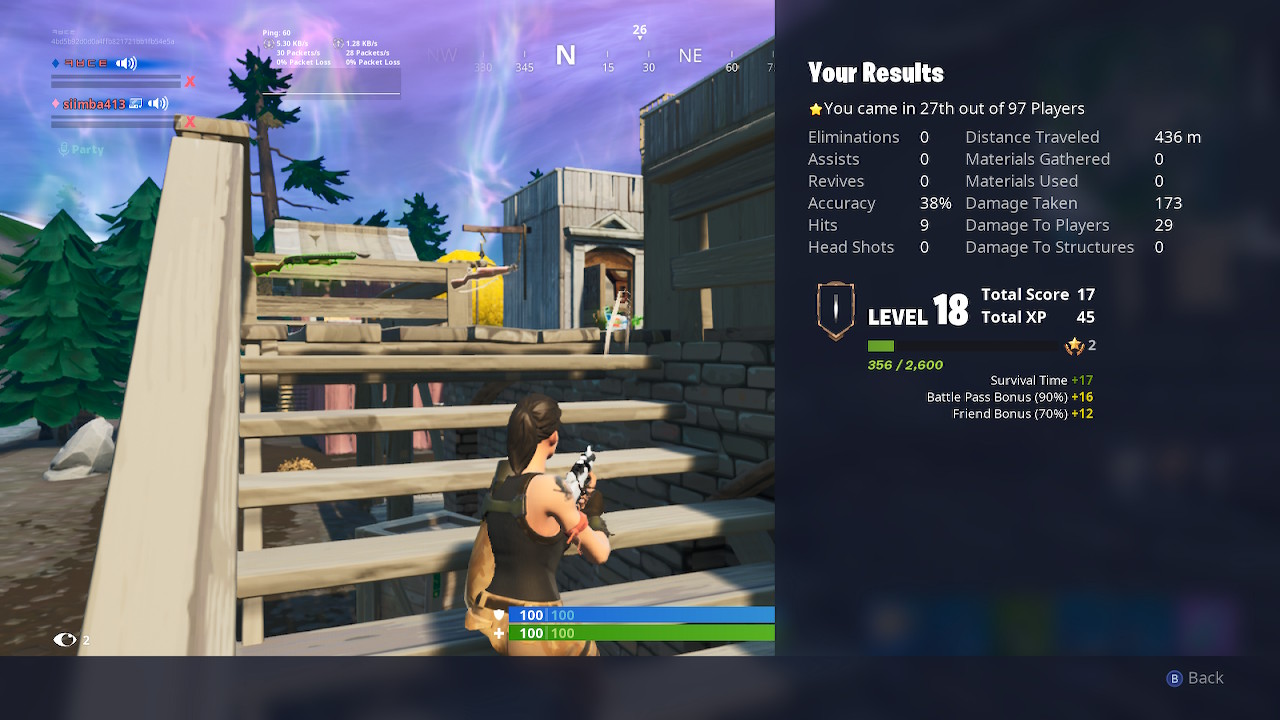 Ping: 60
5.30 KB/s 1.28 KB/s
30 Packets/s 28 Packets/s
0% Packet Loss 0% Packet Loss
siimba413
Party
26
NW 330 345 N 15 30 NE 60
100 100
100 100
2
Your Results
You came in 27th out of 97 Players
Eliminations 0 Distance Traveled 436 m
Assists 0 Materials Gathered 0
Revives 0 Materials Used 0
Accuracy 38% Damage Taken 173
Hits 9 Damage To Players 29
Head Shots 0 Damage To Structures 0
LEVEL 18
Total Score 17
Total XP 45
2
356 / 2,600
Survival Time +17
Battle Pass Bonus (90%) +16
Friend Bonus (70%) +12
B Back